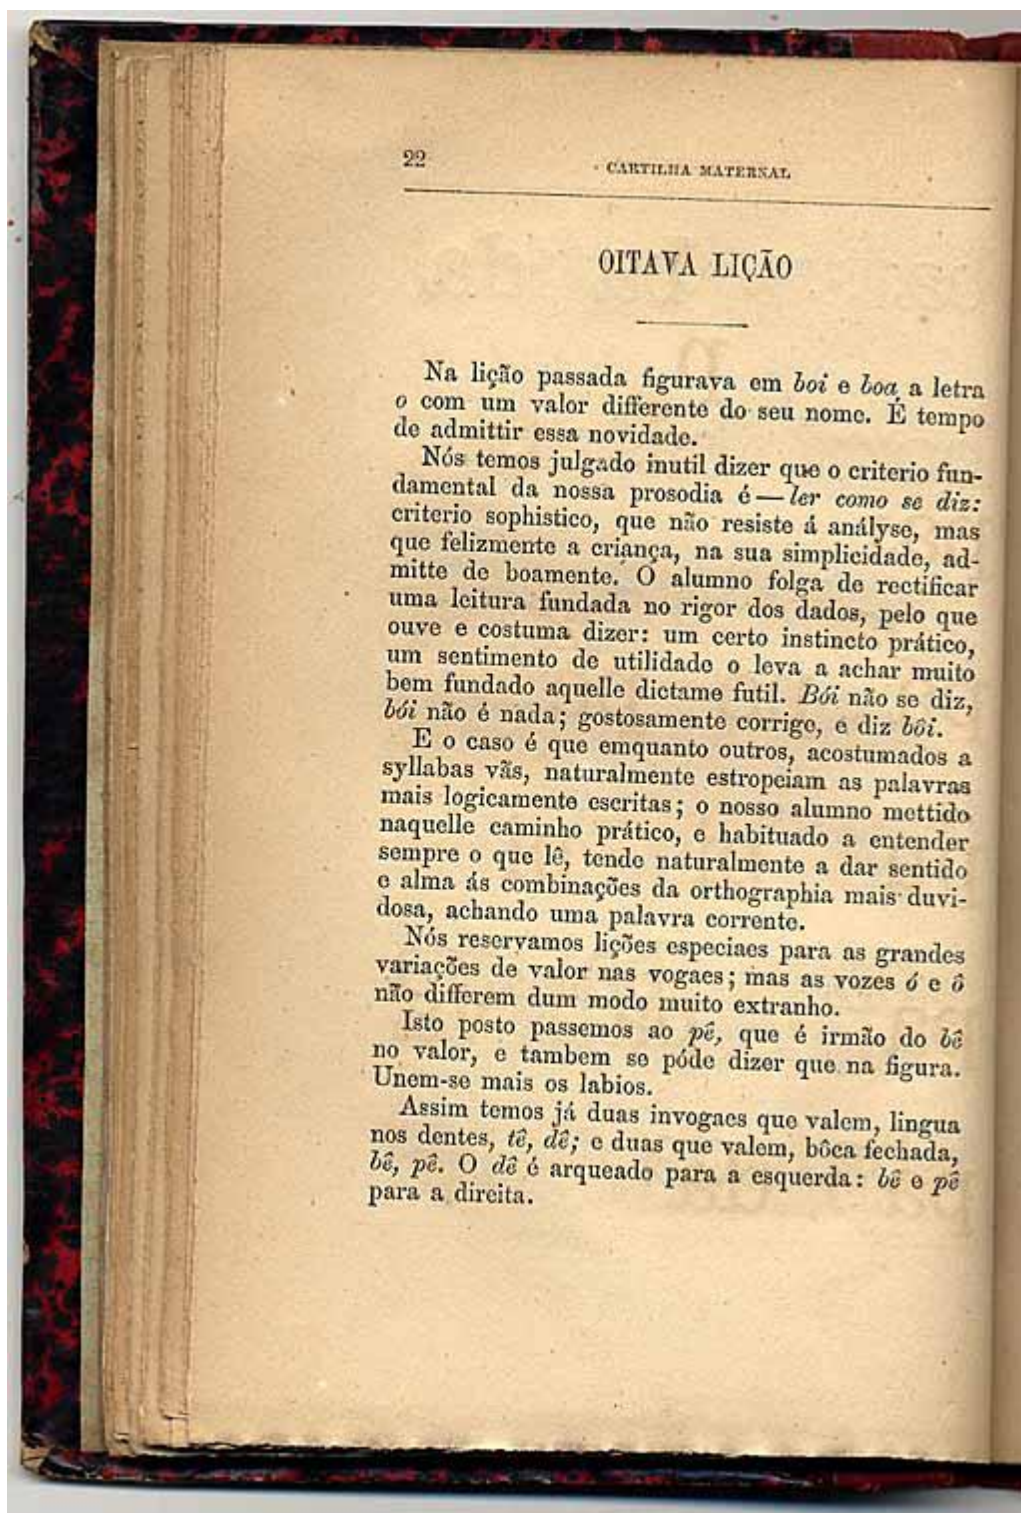 22
CARTILHA MATERNAL
OITAVA LIÇÃO
Na lição passada figurava em boi e boa, a letra
o com um valor differente do seu nome. É tempo
de admittir essa novidade.
Nós temos julgado inutil dizer que o criterio fun-
damental da nossa prosodia é—ler como se diz:
criterio sophistico, que não resiste á anályse, mas
que felizmente a criança, na sua simplicidade, ad-
mitte de boamente. O alumno folga de rectificar
uma leitura fundada no rigor dos dados, pelo que
ouve e costuma dizer: um certo instincto prático,
um sentimento de utilidade o leva a achar muito
bem fundado aquelle dictame futil. Bói não se diz,
bói não é nada; gostosamente corrige, e diz bôi.
E o caso é que emquanto outros, acostumados a
syllabas vãs, naturalmente estropeiam as palavras
mais logicamente escritas; o nosso alumno mettido
naquelle caminho prático, e habituado a entender
sempre o que lê, tende naturalmente a dar sentido
e alma ás combinações da orthographia mais duvi-
dosa, achando uma palavra corrente.
Nós reservamos lições especiaes para as grandes
variações de valor nas vogaes; mas as vozes ó e ô
não differem dum modo muito extranho.
Isto posto passemos ao pê, que é irmão do bê
no valor, e tambem se póde dizer que na figura.
Unem-se mais os labios.
Assim temos já duas invogaes que valem, lingua
nos dentes, tê, dê; e duas que valem, bôca fechada,
bê, pê. O dê é arqueado para a esquerda: bê e pê
para a direita.